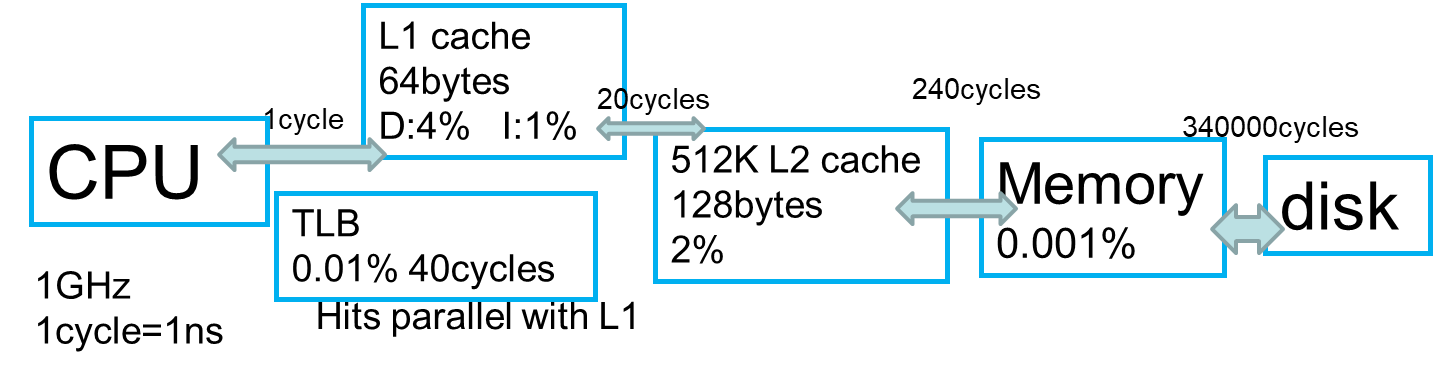 L1 cache
64bytes
D:4% I:1%
1cycle
20cycles
240cycles
340000cycles
CPU
512K L2 cache
128bytes
2%
Memory
0.001%
disk
TLB
0.01% 40cycles
Hits parallel with L1
1GHz
1cycle=1ns